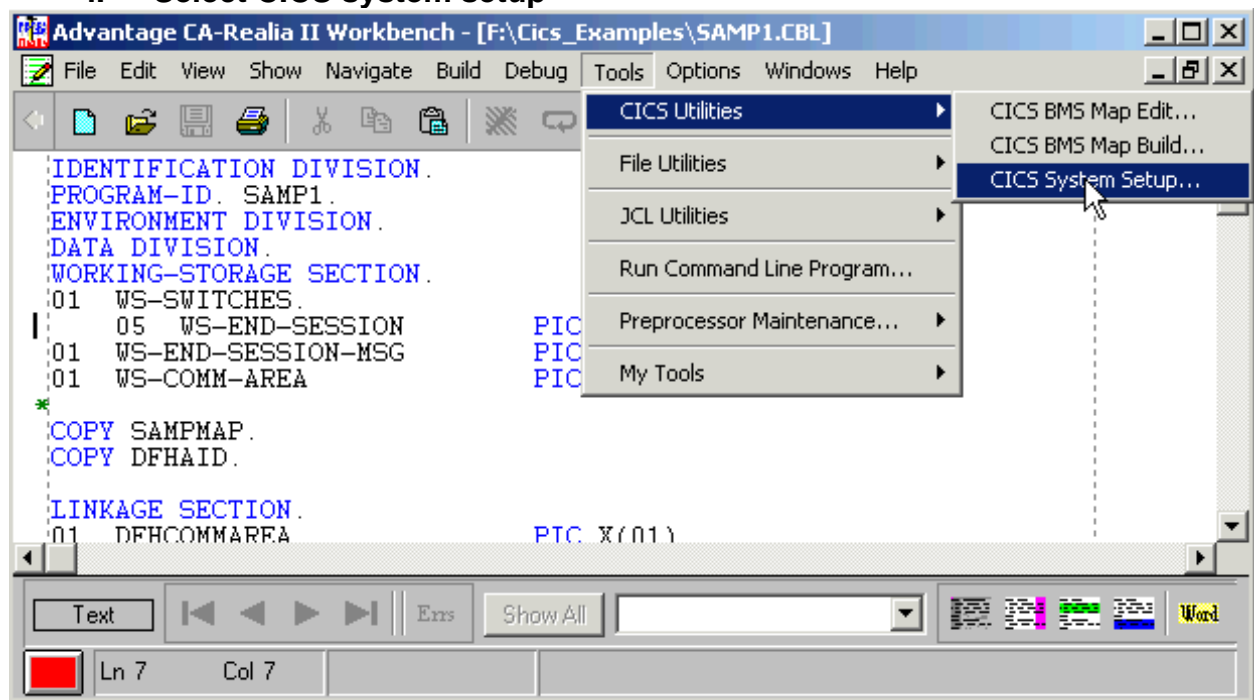 Select CICS System Setup
Advantage CA-Realia II Workbench - [F:\Cics_Examples\SAMP1.CBL]
File Edit View Show Navigate Build Debug Tools Options Windows Help
CICS Utilities
File Utilities
JCL Utilities
Run Command Line Program...
Preprocessor Maintenance...
My Tools
CICS BMS Map Edit...
CICS BMS Map Build...
CICS System Setup...
IDENTIFICATION DIVISION.
PROGRAM-ID. SAMP1.
ENVIRONMENT DIVISION.
DATA DIVISION.
WORKING-STORAGE SECTION.
01 WS-SWITCHES.
05 WS-END-SESSION PIC
01 WS-END-SESSION-MSG PIC
01 WS-COMM-AREA PIC
*
COPY SAMPMAP.
COPY DFHAID.
LINKAGE SECTION.
01 DFHCOMMAREA PIC X(01)
Text Errs Show All Word
Ln 7 Col 7